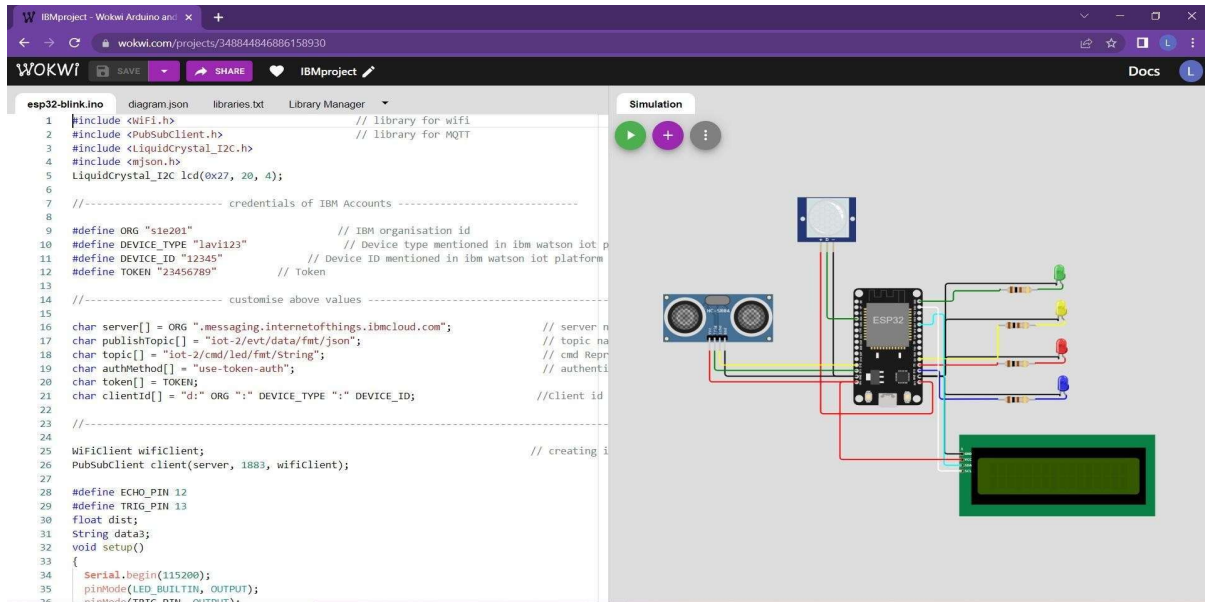 IBMproject - Wokwi Arduino and
wokwi.com/projects/348844846886158930
L
WOKWi SAVE SHARE IBMproject Docs L
esp32-blink.ino diagram.json libraries.txt Library Manager Simulation
1 #include <WiFi.h> // library for wifi
2 #include <PubSubClient.h> // library for MQTT
3 #include <LiquidCrystal_I2C.h>
4 #include <mjson.h>
5 LiquidCrystal_I2C lcd(0x27, 20, 4);
6
7 //----------------------- credentials of IBM Accounts ------------------------------
8
9 #define ORG "s1e201" // IBM organisation id
10 #define DEVICE_TYPE "lavi123" // Device type mentioned in ibm watson iot p
11 #define DEVICE_ID "12345" // Device ID mentioned in ibm watson iot platform
12 #define TOKEN "23456789" // Token
13
14 //------------------------ customise above values ----------------------------------------
15
16 char server[] = ORG ".messaging.internetofthings.ibmcloud.com"; // server n
17 char publishTopic[] = "iot-2/evt/data/fmt/json"; // topic na
18 char topic[] = "iot-2/cmd/led/fmt/String"; // cmd Repr
19 char authMethod[] = "use-token-auth"; // authenti
20 char token[] = TOKEN;
21 char clientId[] = "d:" ORG ":" DEVICE_TYPE ":" DEVICE_ID; //Client id
22
23 //----------------------------------------------------------------------------------------
24
25 WiFiClient wifiClient; // creating i
26 PubSubClient client(server, 1883, wifiClient);
27
28 #define ECHO_PIN 12
29 #define TRIG_PIN 13
30 float dist;
31 String data3;
32 void setup()
33 {
34 Serial.begin(115200);
35 pinMode(LED_BUILTIN, OUTPUT);
36 pinMode(TRIG_PIN, OUTPUT);
HC-SR04
ESP32